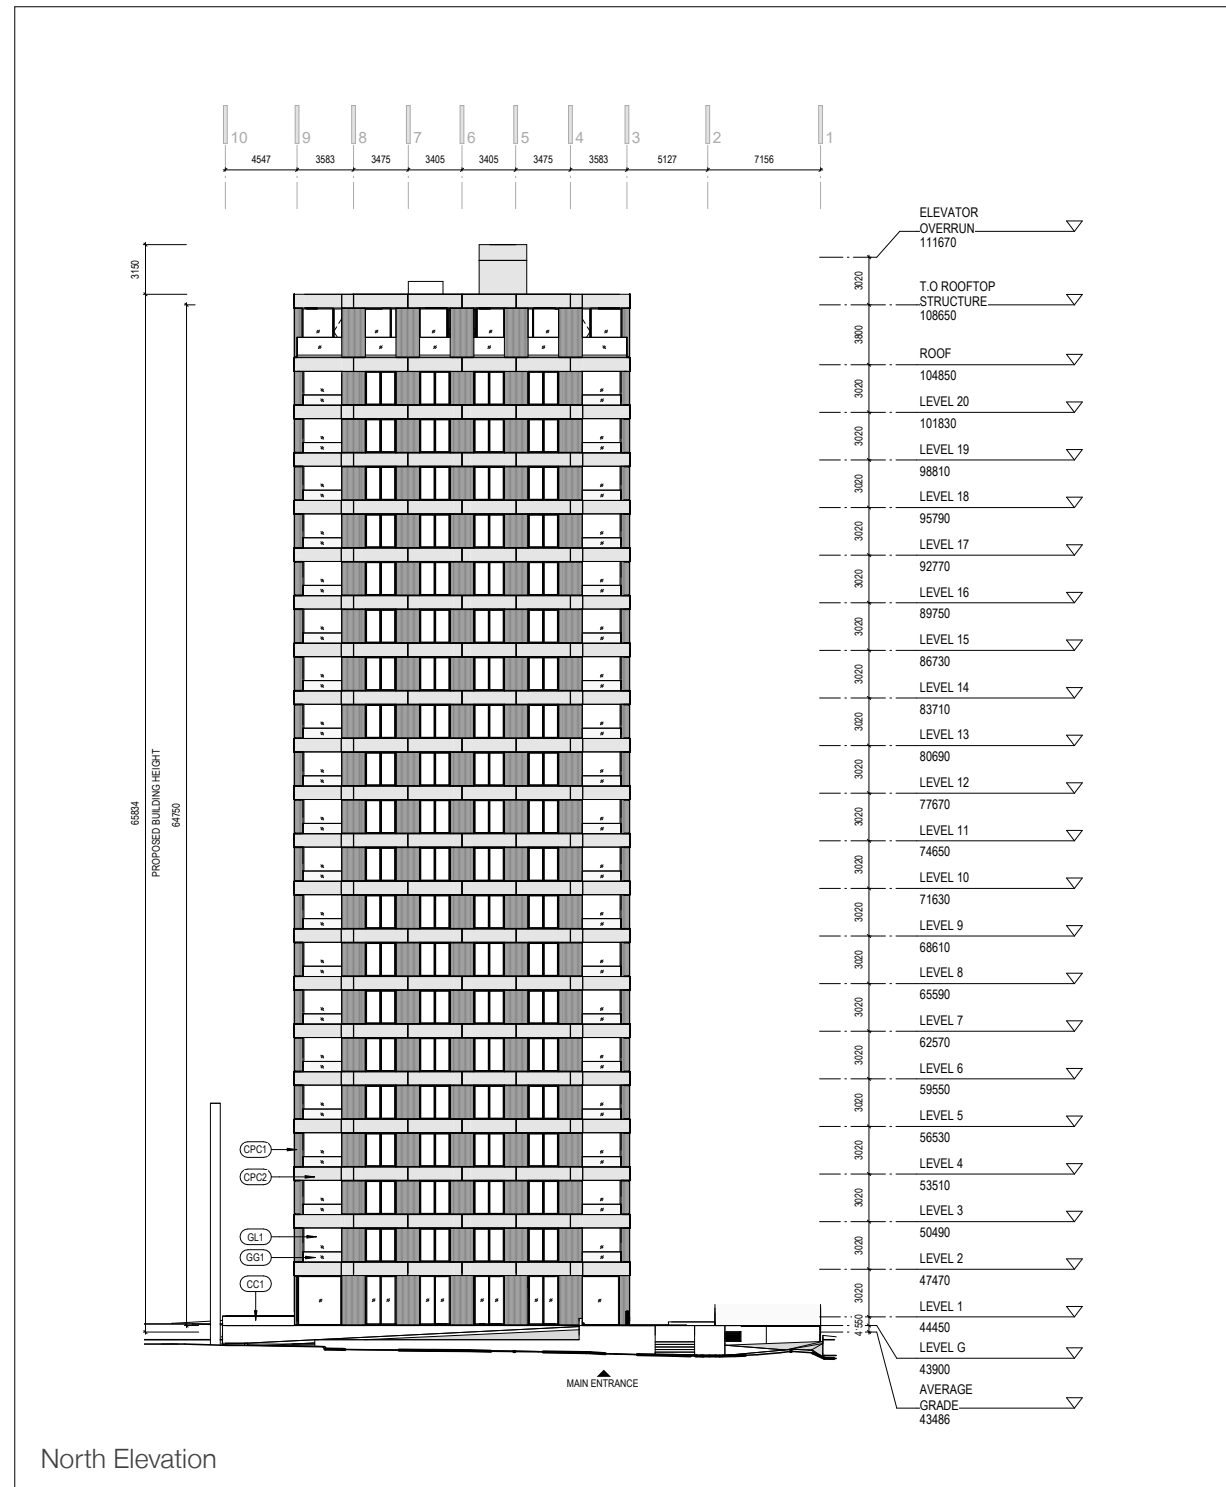 10 9 8 7 6 5 4 3 2 1
4547 3583 3475 3405 3405 3475 3583 5127 7156
ELEVATOR
OVERRUN
111670
3020
T.O ROOFTOP
STRUCTURE
108650
3800
ROOF
104850
3020
LEVEL 20
101830
3020
LEVEL 19
98810
3020
LEVEL 18
95790
3020
LEVEL 17
92770
3020
LEVEL 16
89750
3020
LEVEL 15
86730
3020
LEVEL 14
83710
3020
LEVEL 13
80690
3020
LEVEL 12
77670
3020
LEVEL 11
74650
3020
LEVEL 10
71630
3020
LEVEL 9
68610
3020
LEVEL 8
65590
3020
LEVEL 7
62570
3020
LEVEL 6
59550
3020
LEVEL 5
56530
3020
LEVEL 4
53510
3020
LEVEL 3
50490
3020
LEVEL 2
47470
3020
LEVEL 1
44450
550
LEVEL G
43900
AVERAGE
GRADE
43486
3150
65834
PROPOSED BUILDING HEIGHT
64750
CPC1
CPC2
GL1
GG1
CC1
MAIN ENTRANCE
North Elevation